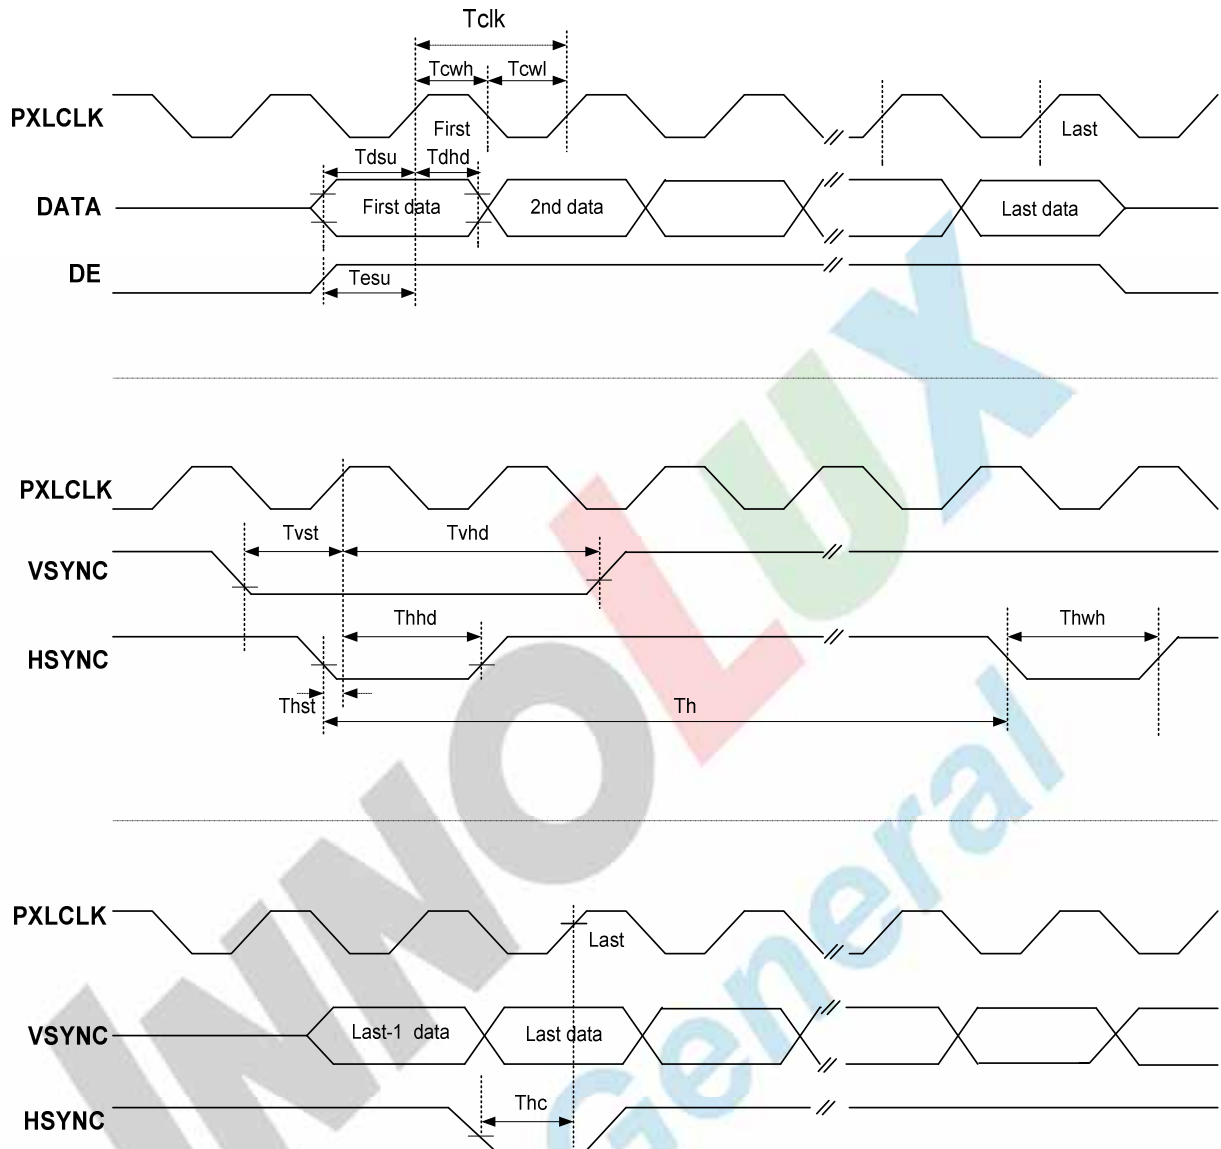 Tclk
Tcwh Tcwl
PXLCLK First Last
Tdsu Tdhd
DATA First data 2nd data Last data
DE Tesu
PXLCLK
Tvst Tvhd
VSYNC
Thhd Thwh
HSYNC
Thst Th
PXLCLK Last
VSYNC Last-1 data Last data
HSYNC Thc
INNOLUX
General